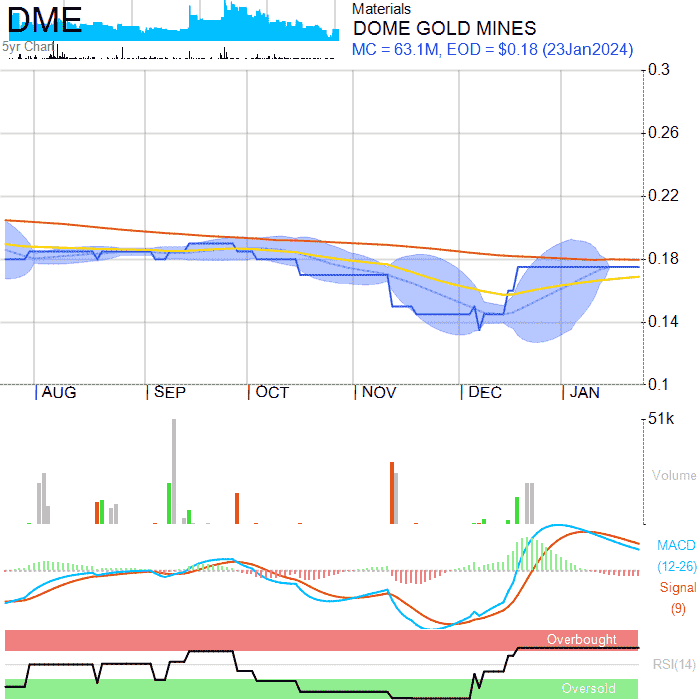 DME
5yr Chart
Materials
DOME GOLD MINES
MC = 63.1M, EOD = $0.18 (23Jan2024)
0.3
0.26
0.22
0.18
0.14
0.1
AUG SEP OCT NOV DEC JAN
51k
Volume
MACD
(12-26)
Signal
(9)
Overbought
RSI(14)
Oversold